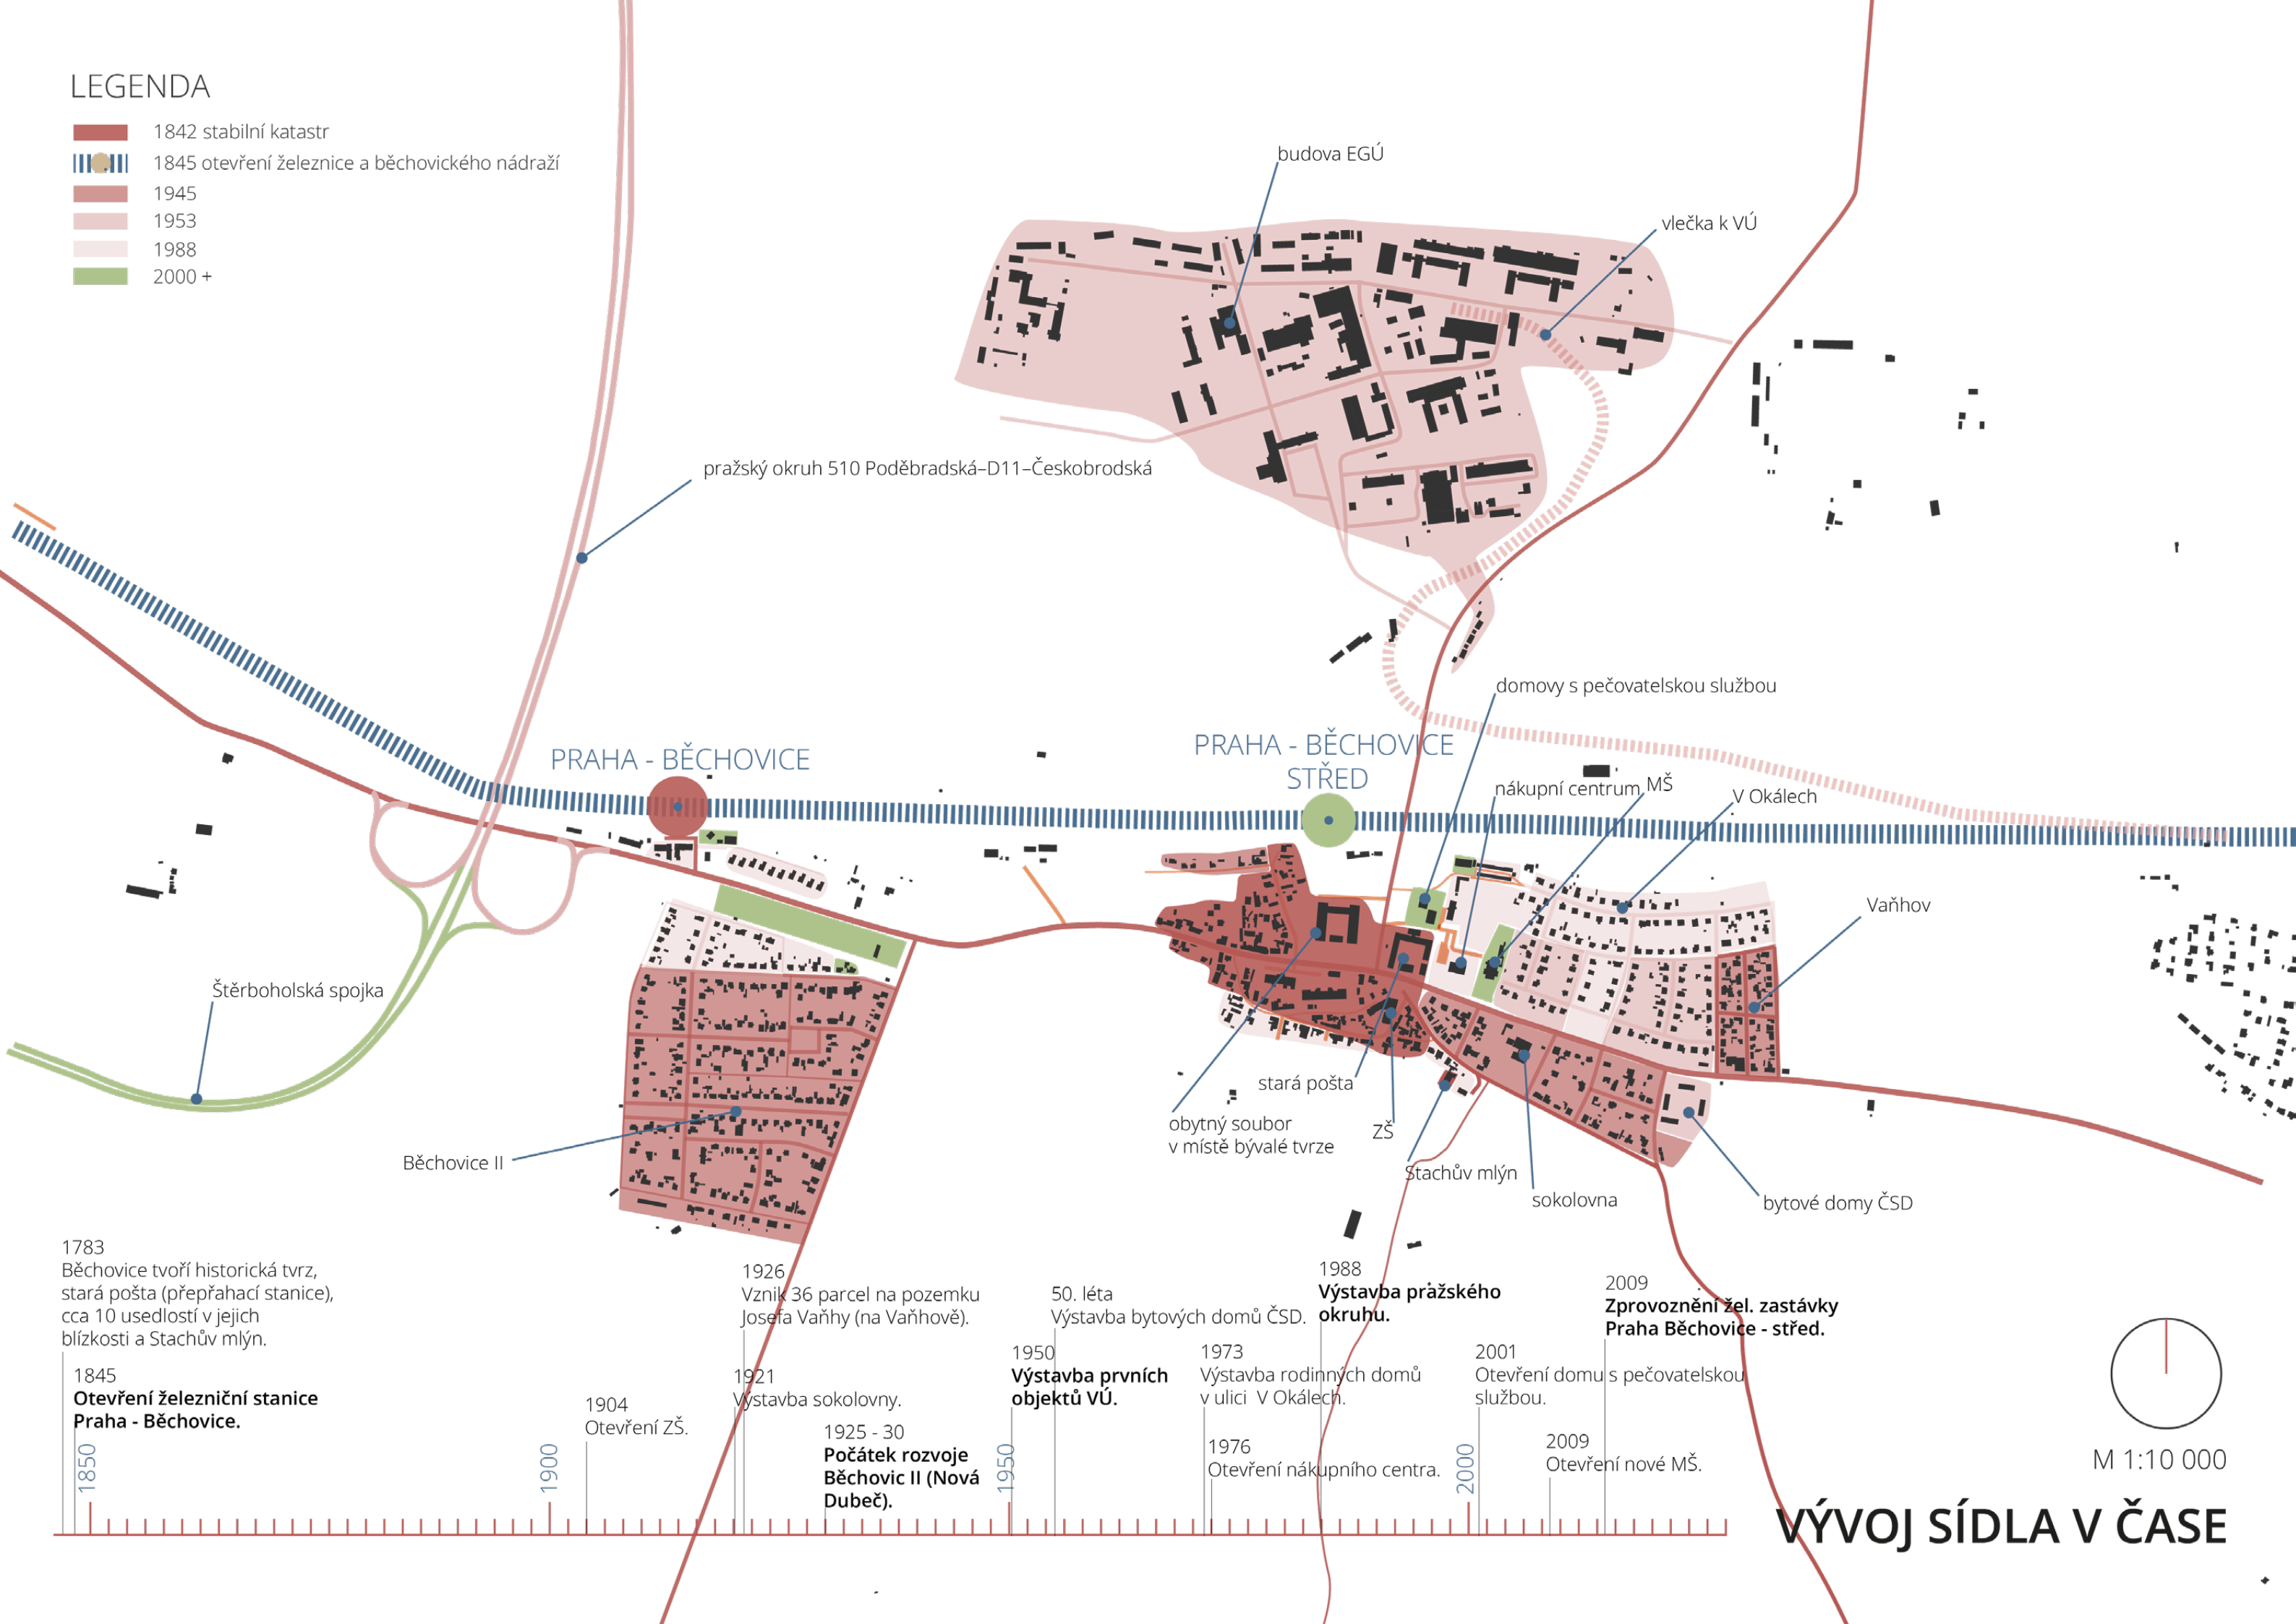 LEGENDA
1842 stabilní katastr
1845 otevření železnice a běchovického nádraží
1945
1953
1988
2000 +
budova EGÚ
vlečka k VÚ
pražský okruh 510 Poděbradská–D11–Českobrodská
domovy s pečovatelskou službou
PRAHA - BĚCHOVICE
PRAHA - BĚCHOVICE
STŘED
nákupní centrum
MŠ
V Okálech
Vaňhov
Štěrboholská spojka
stará pošta
obytný soubor
v místě bývalé tvrze
ZŠ
Běchovice II
Stachův mlýn
sokolovna
bytové domy ČSD
1783
Běchovice tvoří historická tvrz,
stará pošta (přepřahací stanice),
cca 10 usedlostí v jejich
blízkosti a Stachův mlýn.
1845
Otevření železniční stanice
Praha - Běchovice.
1904
Otevření ZŠ.
1926
Vznik 36 parcel na pozemku
Josefa Vaňhy (na Vaňhově).
1921
Výstavba sokolovny.
1925 - 30
Počátek rozvoje
Běchovic II (Nová
Dubeč).
50. léta
Výstavba bytových domů ČSD.
1950
Výstavba prvních
objektů VÚ.
1988
Výstavba pražského
okruhu.
1973
Výstavba rodinných domů
v ulici V Okálech.
1976
Otevření nákupního centra.
2009
Zprovoznění žel. zastávky
Praha Běchovice - střed.
2001
Otevření domu s pečovatelskou
službou.
2009
Otevření nové MŠ.
1850
1900
1950
2000
M 1:10 000
VÝVOJ SÍDLA V ČASE